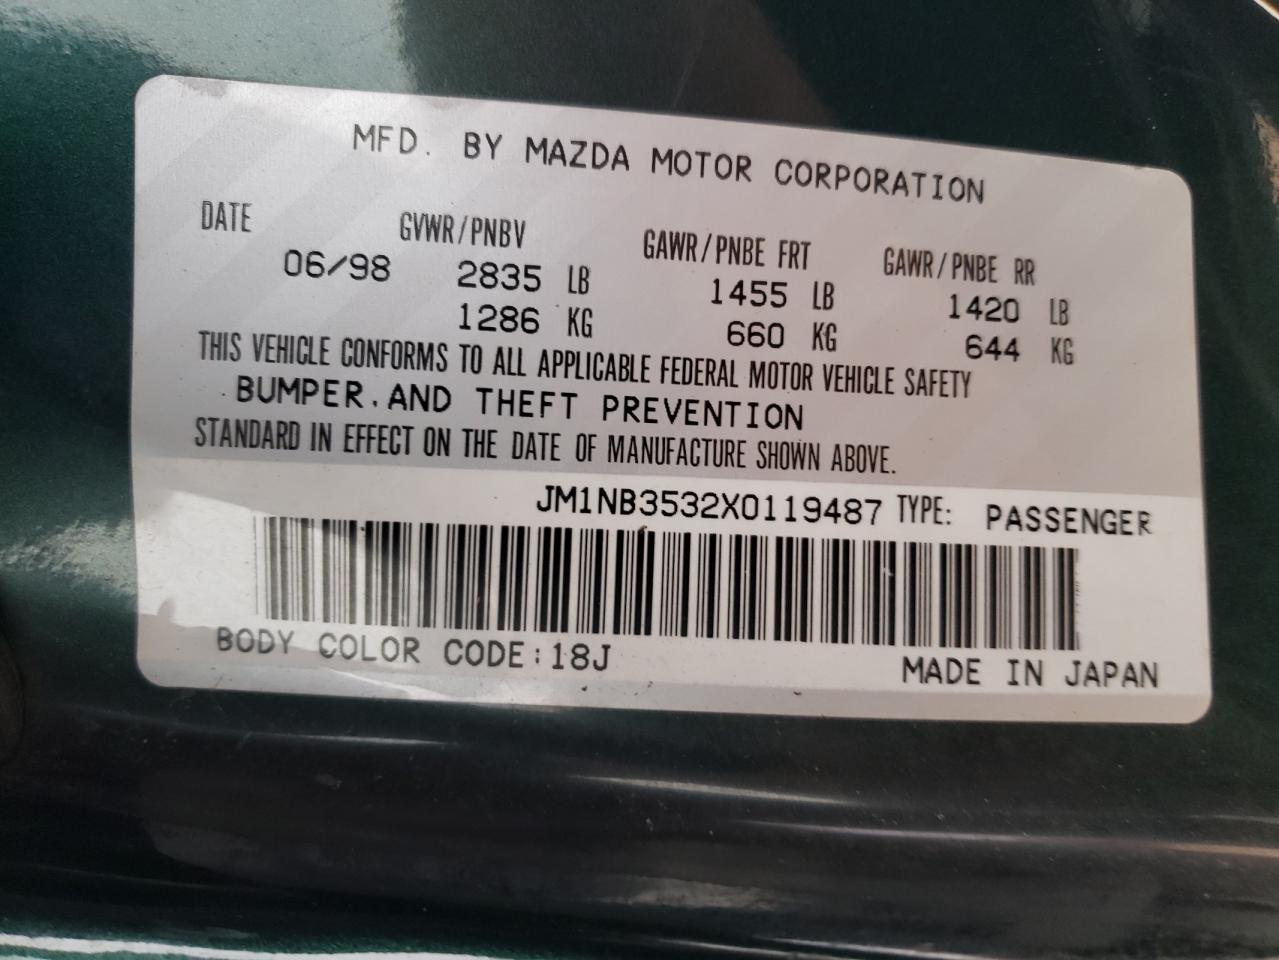 MFD. BY MAZDA MOTOR CORPORATION
DATE GVWR/PNBV GAWR/PNBE FRT GAWR/PNBE RR
06/98 2835 LB 1455 LB 1420 LB
1286 KG 660 KG 644 KG
THIS VEHICLE CONFORMS TO ALL APPLICABLE FEDERAL MOTOR VEHICLE SAFETY
BUMPER.AND THEFT PREVENTION
STANDARD IN EFFECT ON THE DATE OF MANUFACTURE SHOWN ABOVE.
JM1NB3532X0119487 TYPE: PASSENGER
BODY COLOR CODE:18J MADE IN JAPAN